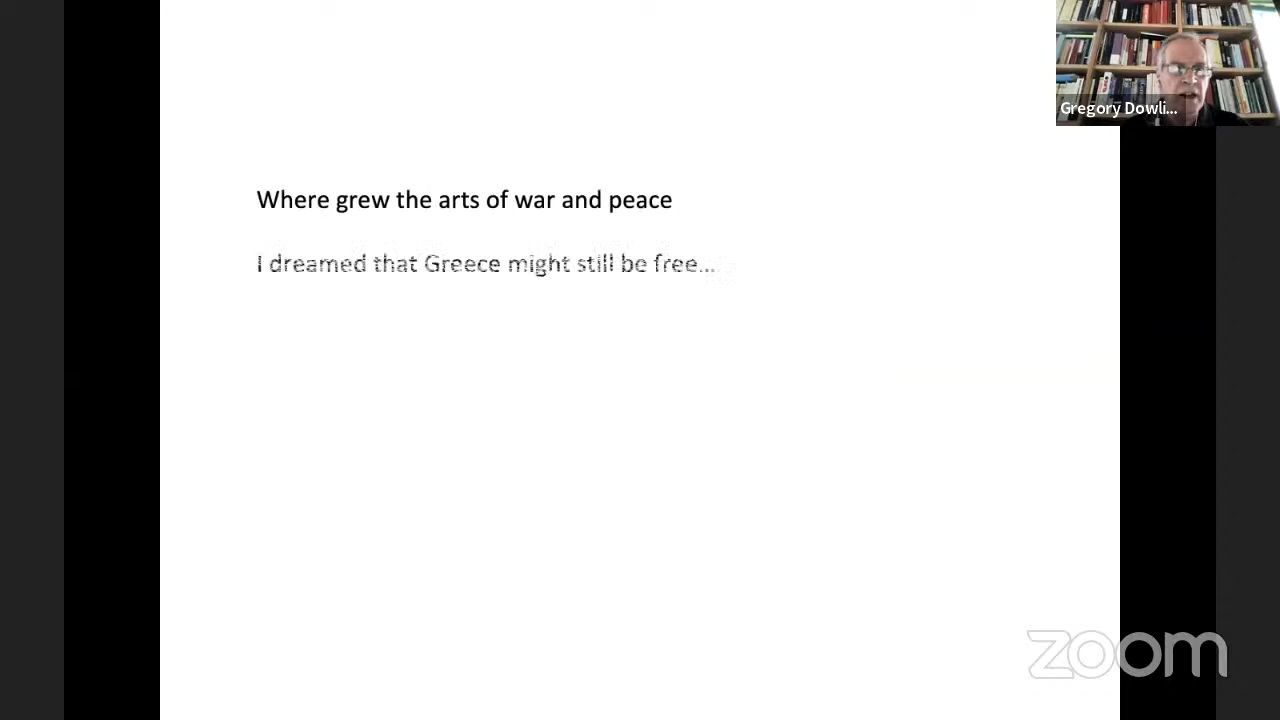 Gregory Dowli...
Where grew the arts of war and peace
I dreamed that Greece might still be free...
zoom